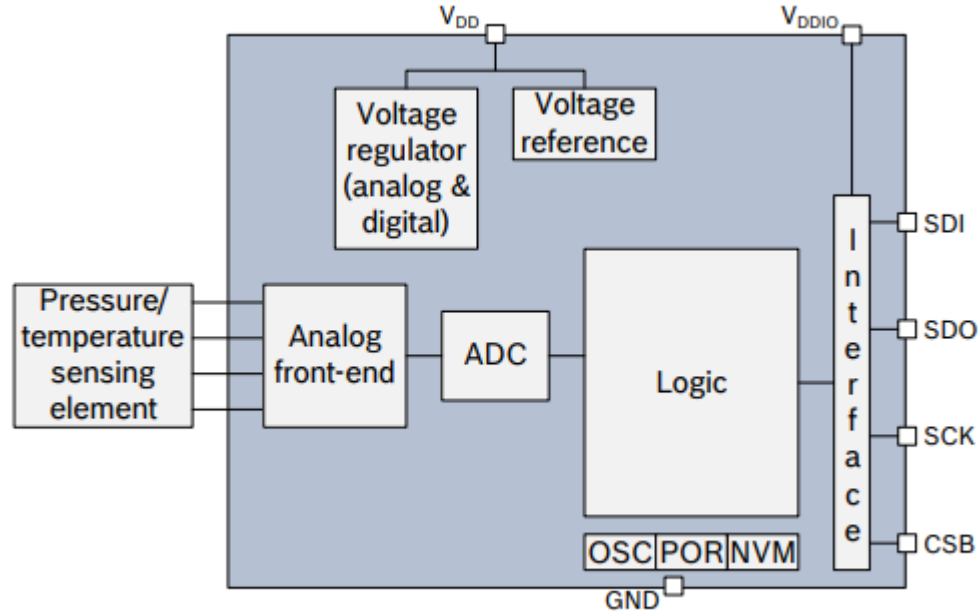 VDD
VDDIO
Voltage
regulator
(analog &
digital)
Voltage
reference
Pressure/
temperature
sensing
element
Analog
front-end
ADC
Logic
Interface
SDI
SDO
SCK
CSB
OSC
POR
NVM
GND